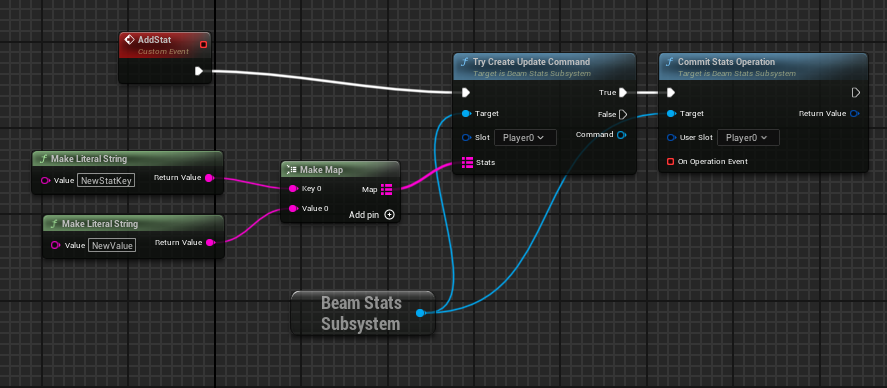 AddStat
Custom Event
Try Create Update Command
Target is Beam Stats Subsystem
True
Target
False
Slot Player0
Command
Stats
Commit Stats Operation
Target is Beam Stats Subsystem
Target Return Value
User Slot Player0
On Operation Event
Make Literal String
Value NewStatKey Return Value
Make Map
Key 0 Map
Value 0
Add pin
Make Literal String
Value NewValue Return Value
Beam Stats
Subsystem